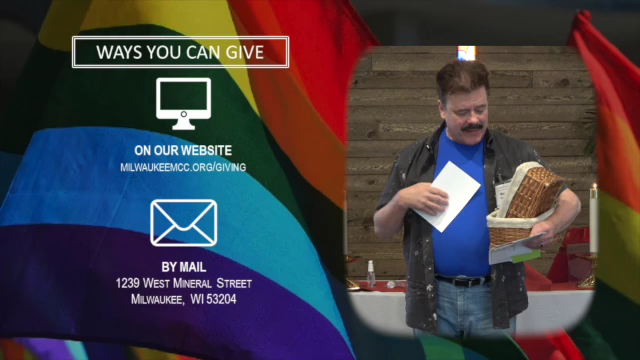 WAYS YOU CAN GIVE
ON OUR WEBSITE
MILWAUKEEMCC.ORG/GIVING
BY MAIL
1239 WEST MINERAL STREET
MILWAUKEE, WI 53204